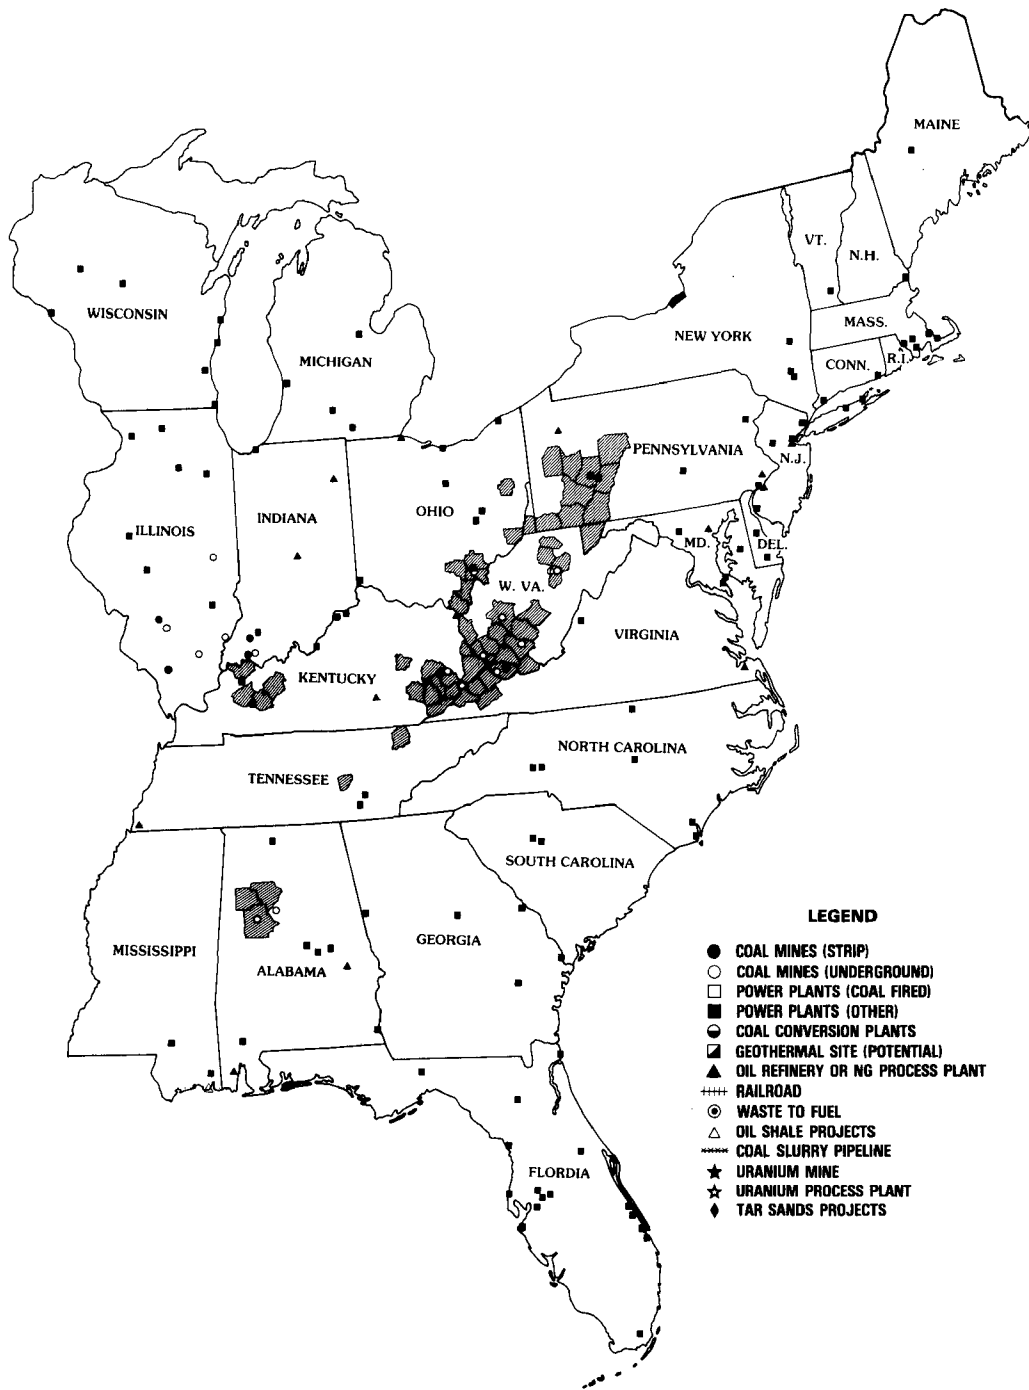 MAINE
VT.
N.H.
WISCONSIN
MASS.
NEW YORK
MICHIGAN
CONN.
R.I.
PENNSYLVANIA
N.J.
OHIO
INDIANA
ILLINOIS
MD.
DEL.
W. VA.
VIRGINIA
KENTUCKY
NORTH CAROLINA
TENNESSEE
SOUTH CAROLINA
GEORGIA
MISSISSIPPI
ALABAMA
FLORDIA
LEGEND
COAL MINES (STRIP)
COAL MINES (UNDERGROUND)
POWER PLANTS (COAL FIRED)
POWER PLANTS (OTHER)
COAL CONVERSION PLANTS
GEOTHERMAL SITE (POTENTIAL)
OIL REFINERY OR NG PROCESS PLANT
RAILROAD
WASTE TO FUEL
OIL SHALE PROJECTS
COAL SLURRY PIPELINE
URANIUM MINE
URANIUM PROCESS PLANT
TAR SANDS PROJECTS